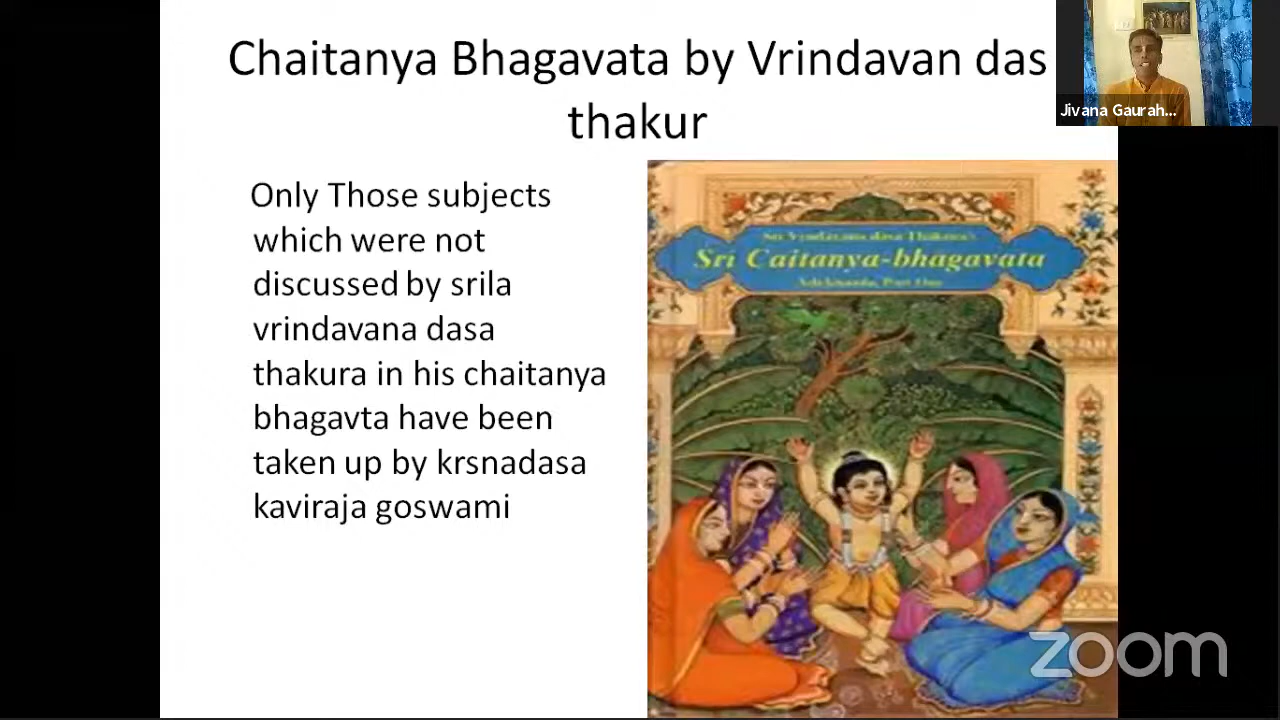 Chaitanya Bhagavata by Vrindavan das
thakur
Jivana Gaurah...
Only Those subjects
which were not
discussed by srila
vrindavana dasa
thakura in his chaitanya
bhagavta have been
taken up by krsnadasa
kaviraja goswami
Sri Vrndavana dasa Thakura's
Sri Caitanya-bhagavata
Adi-khanda, Part One
zoom